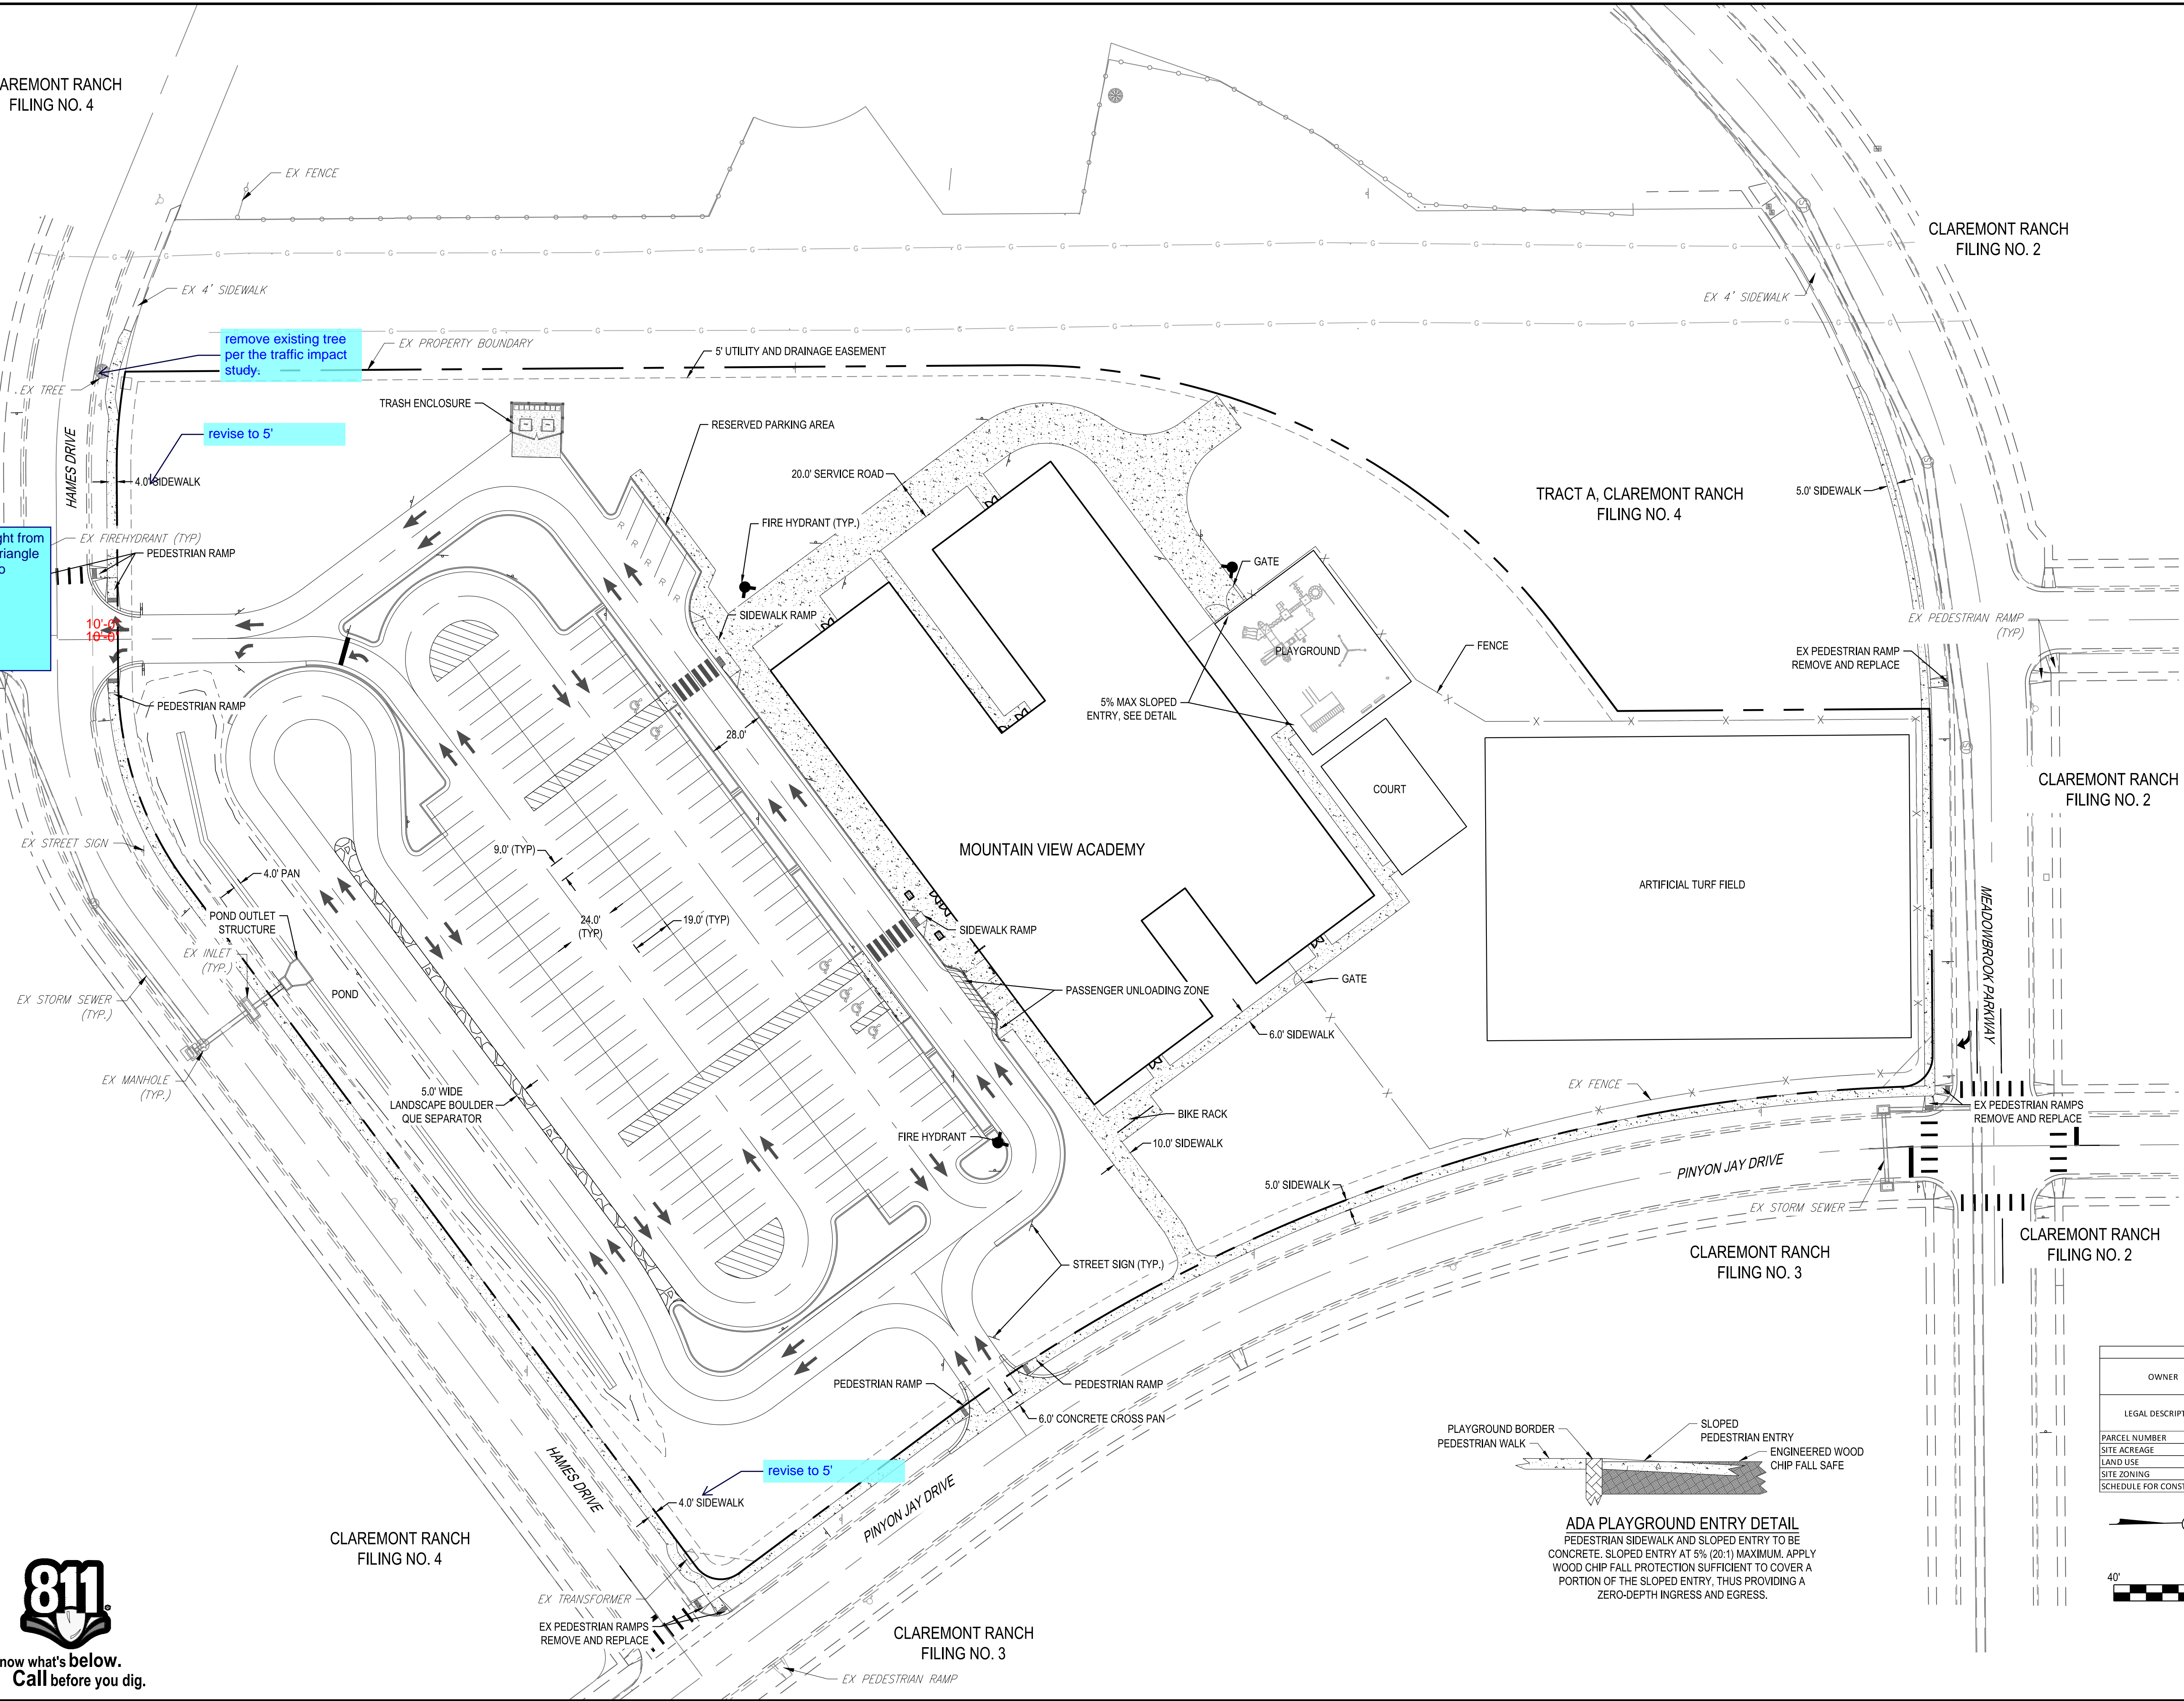 AREMONT RANCH
FILING NO. 4
EX FENCE
EX 4' SIDEWALK
remove existing tree
per the traffic impact
study.
EX PROPERTY BOUNDARY
5' UTILITY AND DRAINAGE EASEMENT
EX TREE
TRASH ENCLOSURE
RESERVED PARKING AREA
revise to 5'
HAMES DRIVE
4.0' SIDEWALK
20.0' SERVICE ROAD
FIRE HYDRANT (TYP.)
ght from
riangle
o
EX FIREHYDRANT (TYP)
PEDESTRIAN RAMP
10'-0"
10'-0"
SIDEWALK RAMP
PEDESTRIAN RAMP
GATE
PLAYGROUND
FENCE
5% MAX SLOPED
ENTRY, SEE DETAIL
28.0'
COURT
CLAREMONT RANCH
FILING NO. 2
EX 4' SIDEWALK
TRACT A, CLAREMONT RANCH
FILING NO. 4
5.0' SIDEWALK
EX PEDESTRIAN RAMP
(TYP)
EX PEDESTRIAN RAMP
REMOVE AND REPLACE
CLAREMONT RANCH
FILING NO. 2
EX STREET SIGN
4.0' PAN
9.0' (TYP)
MOUNTAIN VIEW ACADEMY
ARTIFICIAL TURF FIELD
POND OUTLET
STRUCTURE
24.0'
(TYP)
19.0' (TYP)
SIDEWALK RAMP
EX INLET
(TYP.)
POND
EX STORM SEWER
(TYP.)
PASSENGER UNLOADING ZONE
GATE
MEADOWBROOK PARKWAY
6.0' SIDEWALK
EX MANHOLE
(TYP.)
5.0' WIDE
LANDSCAPE BOULDER
QUE SEPARATOR
EX FENCE
BIKE RACK
FIRE HYDRANT
10.0' SIDEWALK
EX PEDESTRIAN RAMPS
REMOVE AND REPLACE
PINYON JAY DRIVE
5.0' SIDEWALK
EX STORM SEWER
CLAREMONT RANCH
FILING NO. 3
CLAREMONT RANCH
FILING NO. 2
STREET SIGN (TYP.)
PEDESTRIAN RAMP
PEDESTRIAN RAMP
6.0' CONCRETE CROSS PAN
HAMES DRIVE
revise to 5'
4.0' SIDEWALK
PINYON JAY DRIVE
CLAREMONT RANCH
FILING NO. 4
EX TRANSFORMER
EX PEDESTRIAN RAMPS
REMOVE AND REPLACE
CLAREMONT RANCH
FILING NO. 3
EX PEDESTRIAN RAMP
PLAYGROUND BORDER
PEDESTRIAN WALK
SLOPED
PEDESTRIAN ENTRY
ENGINEERED WOOD
CHIP FALL SAFE
ADA PLAYGROUND ENTRY DETAIL
PEDESTRIAN SIDEWALK AND SLOPED ENTRY TO BE
CONCRETE. SLOPED ENTRY AT 5% (20:1) MAXIMUM. APPLY
WOOD CHIP FALL PROTECTION SUFFICIENT TO COVER A
PORTION OF THE SLOPED ENTRY, THUS PROVIDING A
ZERO-DEPTH INGRESS AND EGRESS.
OWNER
LEGAL DESCRIPT
PARCEL NUMBER
SITE ACREAGE
LAND USE
SITE ZONING
SCHEDULE FOR CONST
40'
811
now what's below.
Call before you dig.